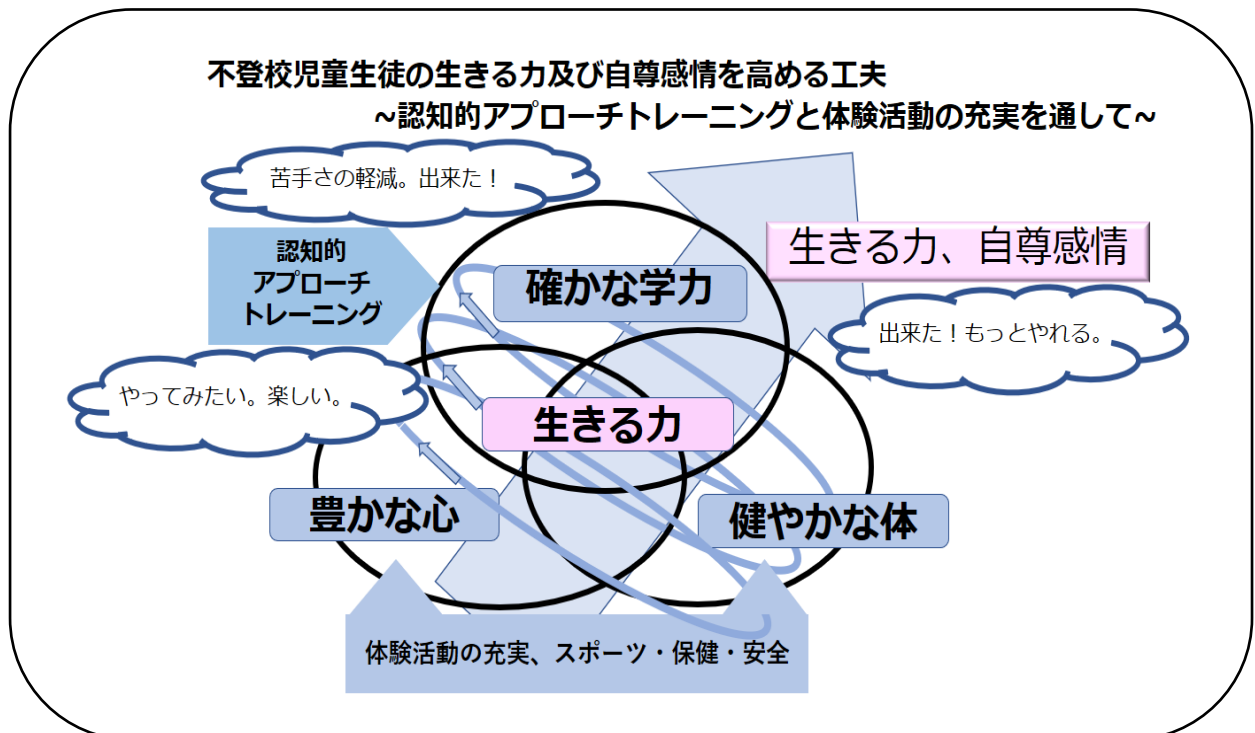 不登校児童生徒の生きる力及び自尊感情を高める工夫
~認知的アプローチトレーニングと体験活動の充実を通して~
苦手さの軽減。出来た！
認知的
アプローチ
トレーニング
生きる力、自尊感情
確かな学力
出来た！もっとやれる。
やってみたい。楽しい。
生きる力
豊かな心
健やかな体
体験活動の充実、スポーツ・保健・安全